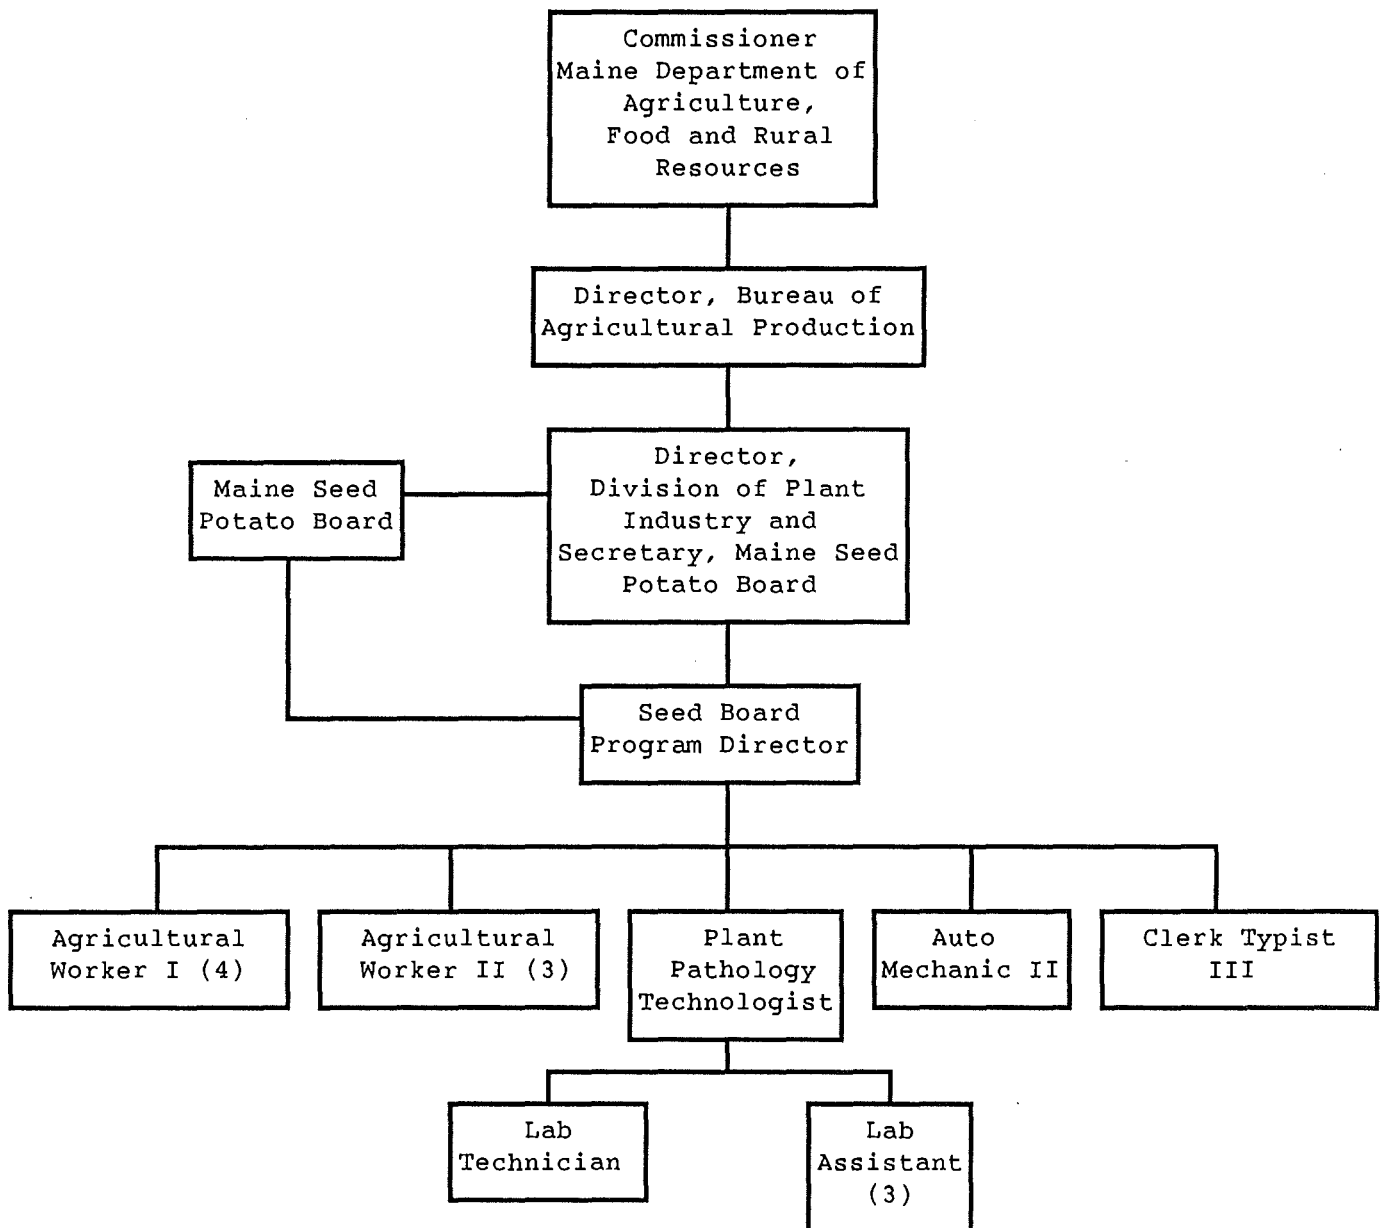 Commissioner
Maine Department of
Agriculture,
Food and Rural
Resources
Director, Bureau of
Agricultural Production
Maine Seed
Potato Board
Director,
Division of Plant
Industry and
Secretary, Maine Seed
Potato Board
Seed Board
Program Director
Agricultural
Worker I (4)
Agricultural
Worker II (3)
Plant
Pathology
Technologist
Auto
Mechanic II
Clerk Typist
III
Lab
Technician
Lab
Assistant
(3)